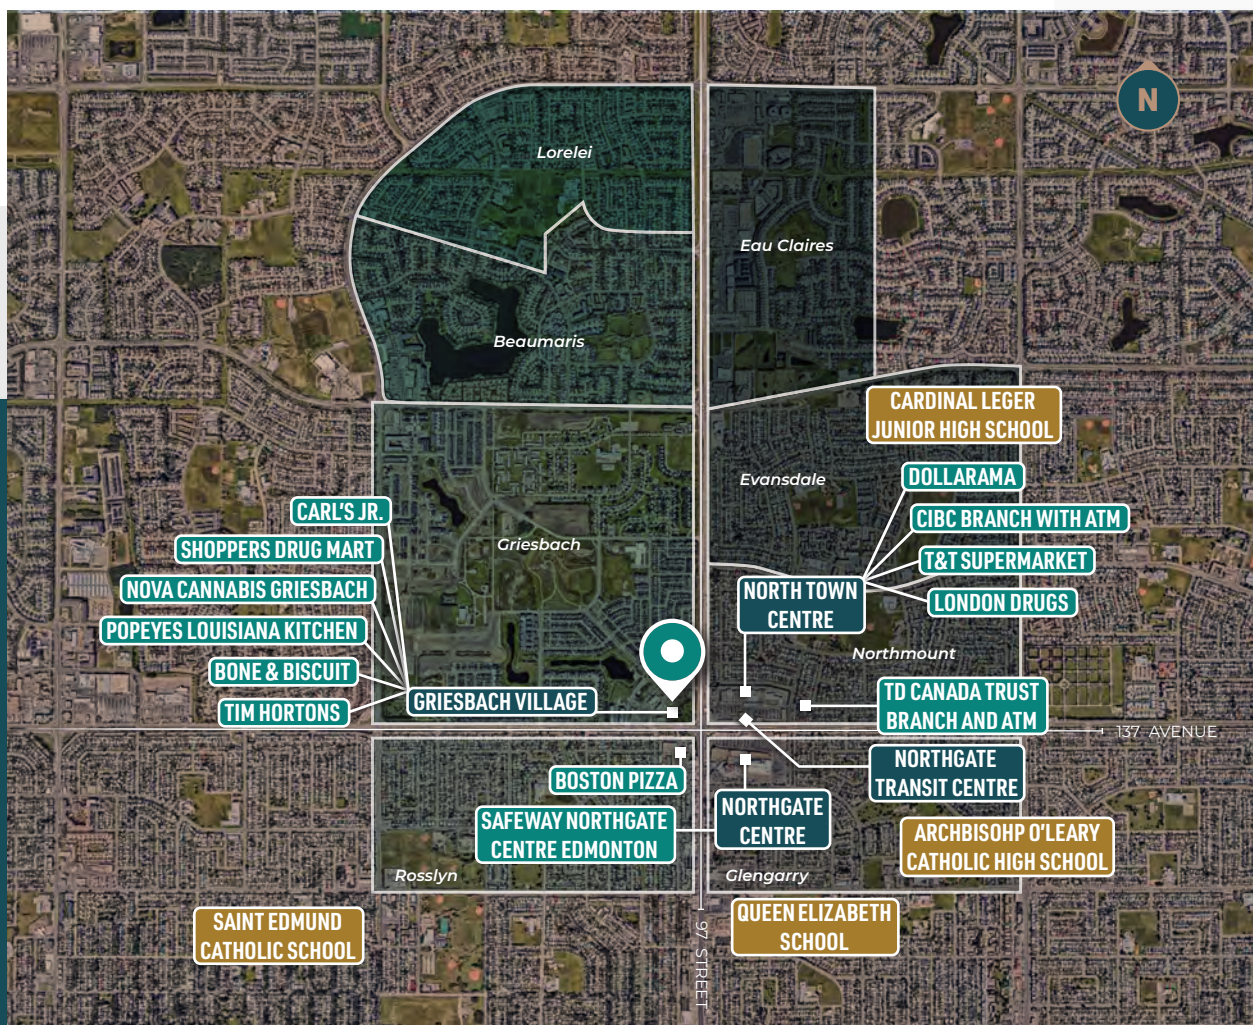 N
Lorelei
Eau Claires
Beaumaris
CARDINAL LEGER
JUNIOR HIGH SCHOOL
Evansdale
DOLLARAMA
CARL'S JR.
CIBC BRANCH WITH ATM
SHOPPERS DRUG MART
Griesbach
T&T SUPERMARKET
NOVA CANNABIS GRIESBACH
NORTH TOWN
CENTRE
LONDON DRUGS
POPEYES LOUISIANA KITCHEN
Northmount
BONE & BISCUIT
TD CANADA TRUST
BRANCH AND ATM
GRIESBACH VILLAGE
TIM HORTONS
137 AVENUE
NORTHGATE
TRANSIT CENTRE
BOSTON PIZZA
NORTHGATE
CENTRE
SAFEWAY NORTHGATE
CENTRE EDMONTON
ARCHBISOHP O'LEARY
CATHOLIC HIGH SCHOOL
Rosslyn
Glengarry
SAINT EDMUND
CATHOLIC SCHOOL
QUEEN ELIZABETH
SCHOOL
97 STREET